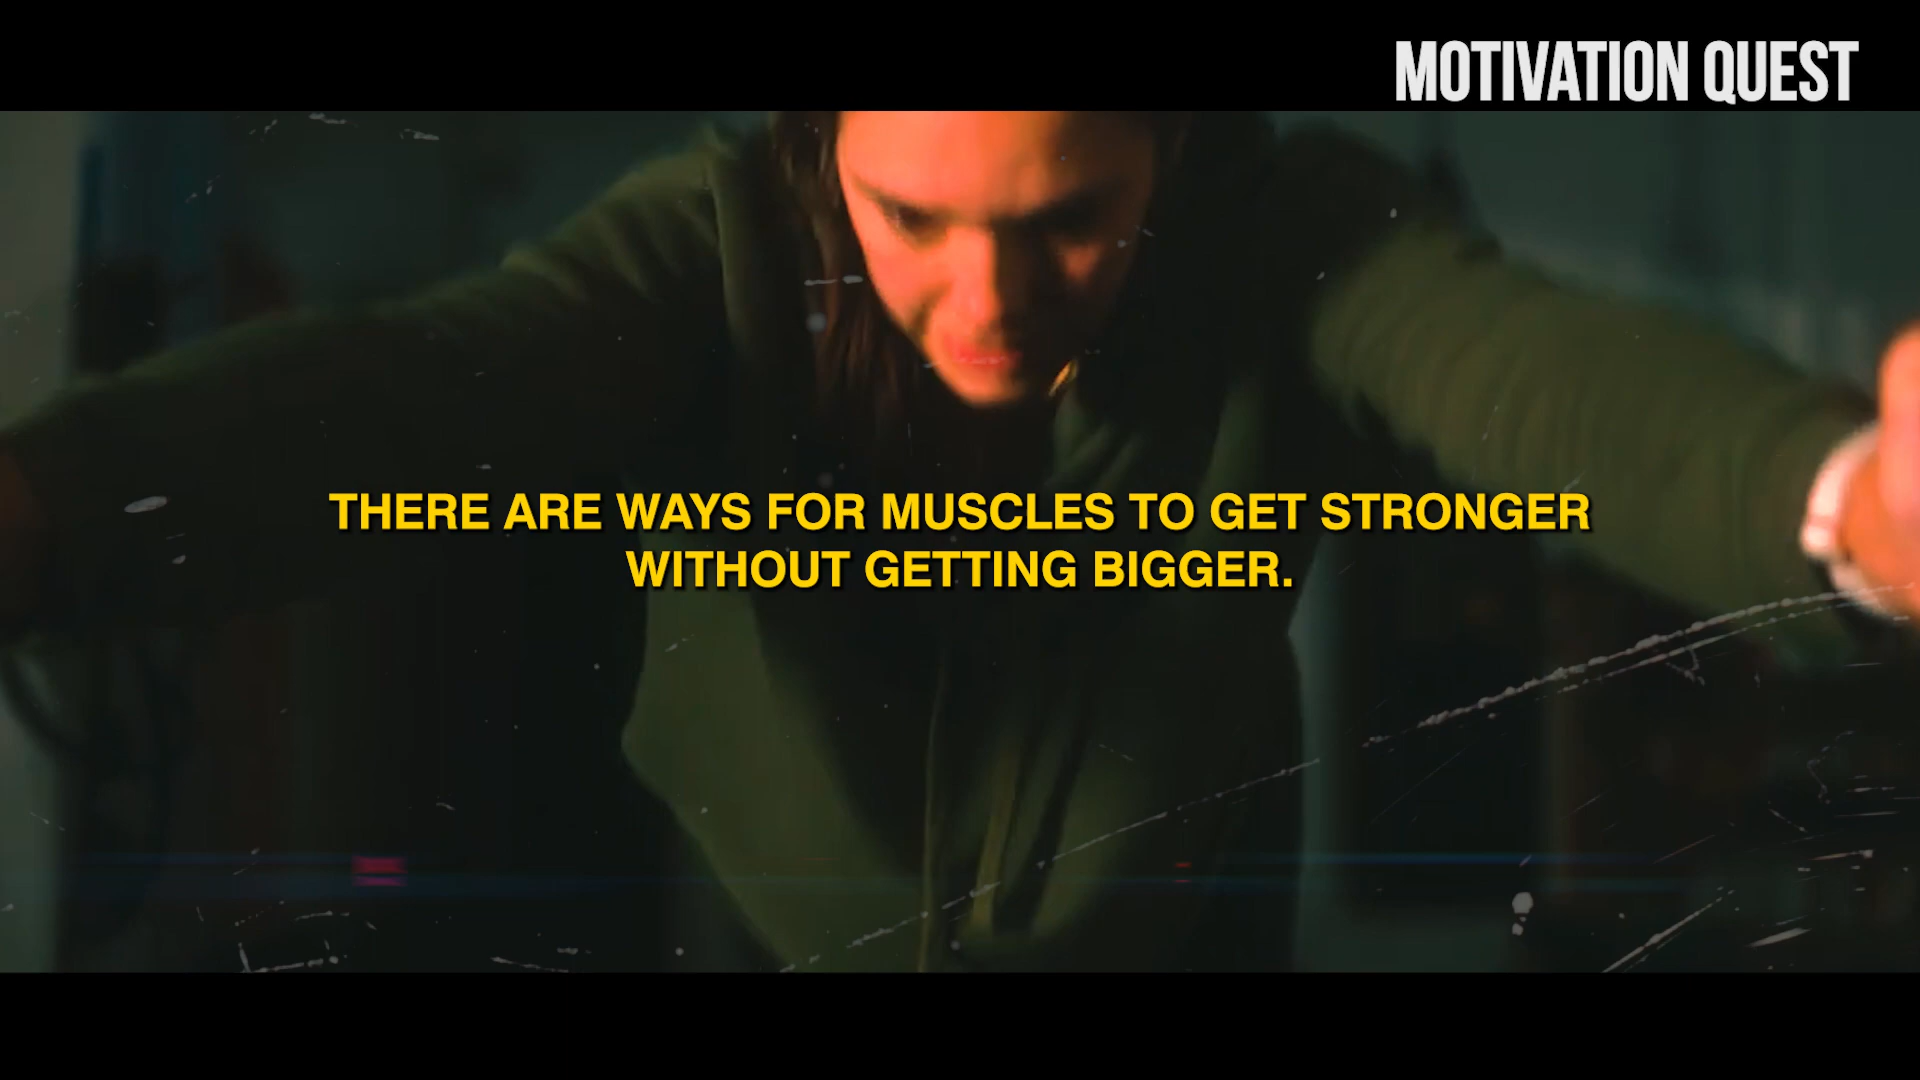 MOTIVATION QUEST
THERE ARE WAYS FOR MUSCLES TO GET STRONGER
WITHOUT GETTING BIGGER.